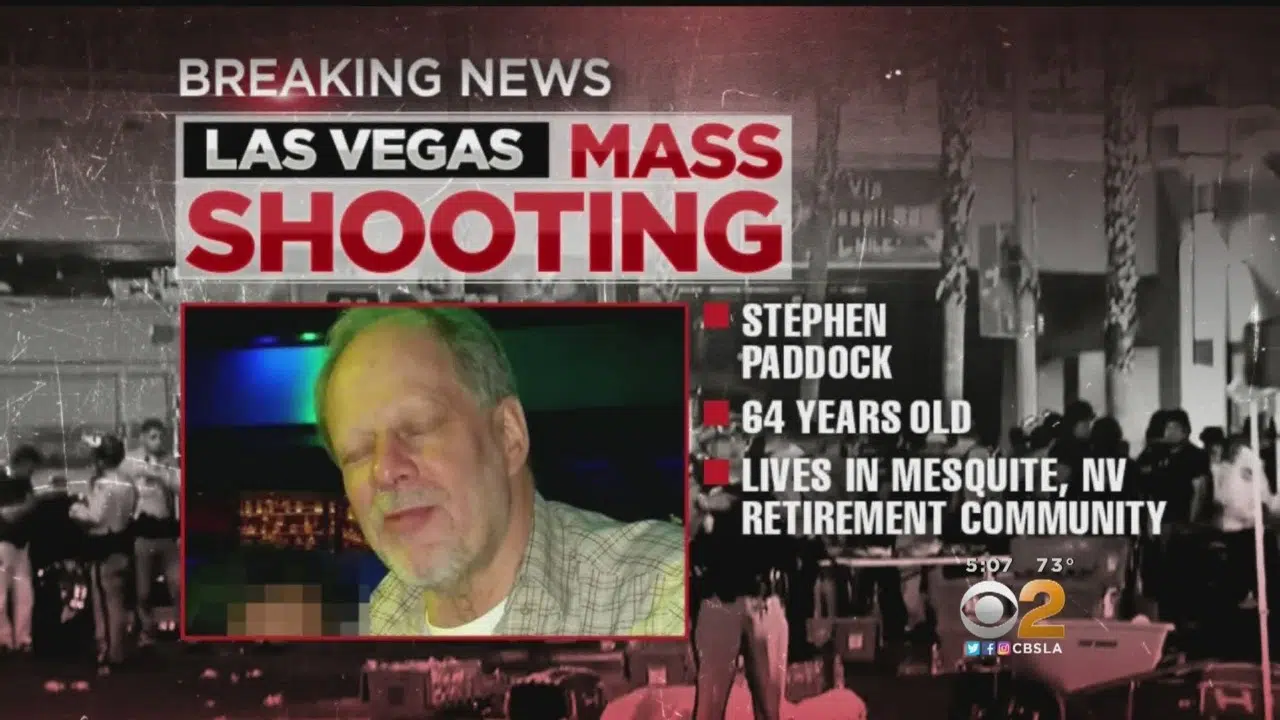 BREAKING NEWS
LAS VEGAS MASS
SHOOTING
STEPHEN
PADDOCK
64 YEARS OLD
LIVES IN MESQUITE, NV
RETIREMENT COMMUNITY
5:07 73°
2
CBSLA